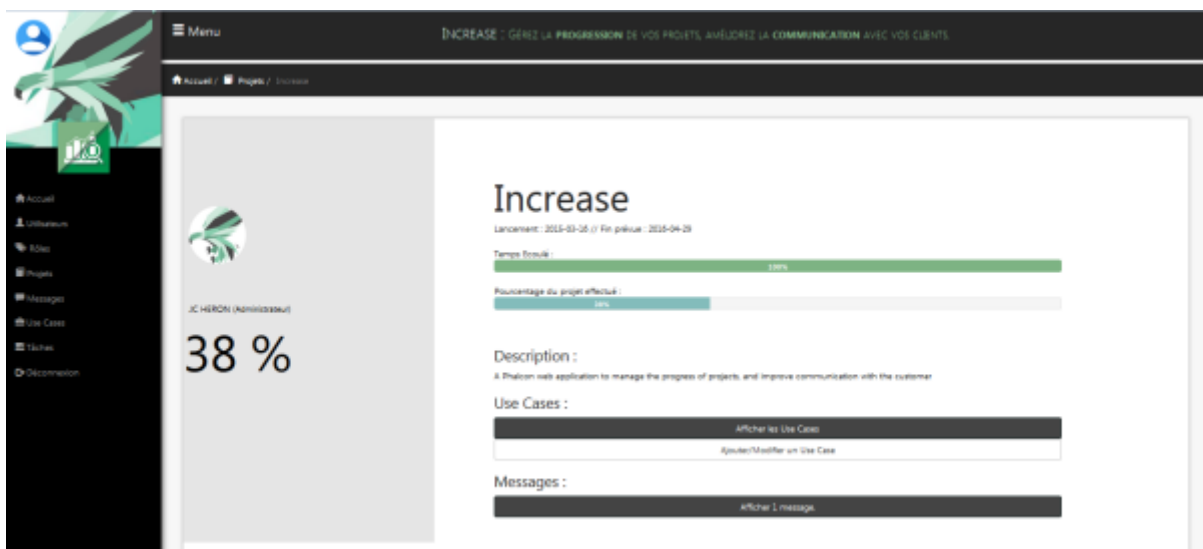 Menu
INCREASE : GÉREZ LA PROGRESSION DE VOS PROJETS, AMÉLIOREZ LA COMMUNICATION AVEC VOS CLIENTS.
Accueil / Projets / Increase
Accueil
Utilisateurs
Rôles
Projets
Messages
Use Cases
Tâches
Déconnexion
JC HERON (Administrateur)
38 %
Increase
Lancement : 2015-03-16 // Fin prévue : 2016-04-29
Temps Ecoulé :
100%
Pourcentage du projet effectué :
38%
Description :
A Phalcon web application to manage the progress of projects, and improve communication with the customer
Use Cases :
Afficher les Use Cases
Ajouter/Modifier un Use Case
Messages :
Afficher 1 message.